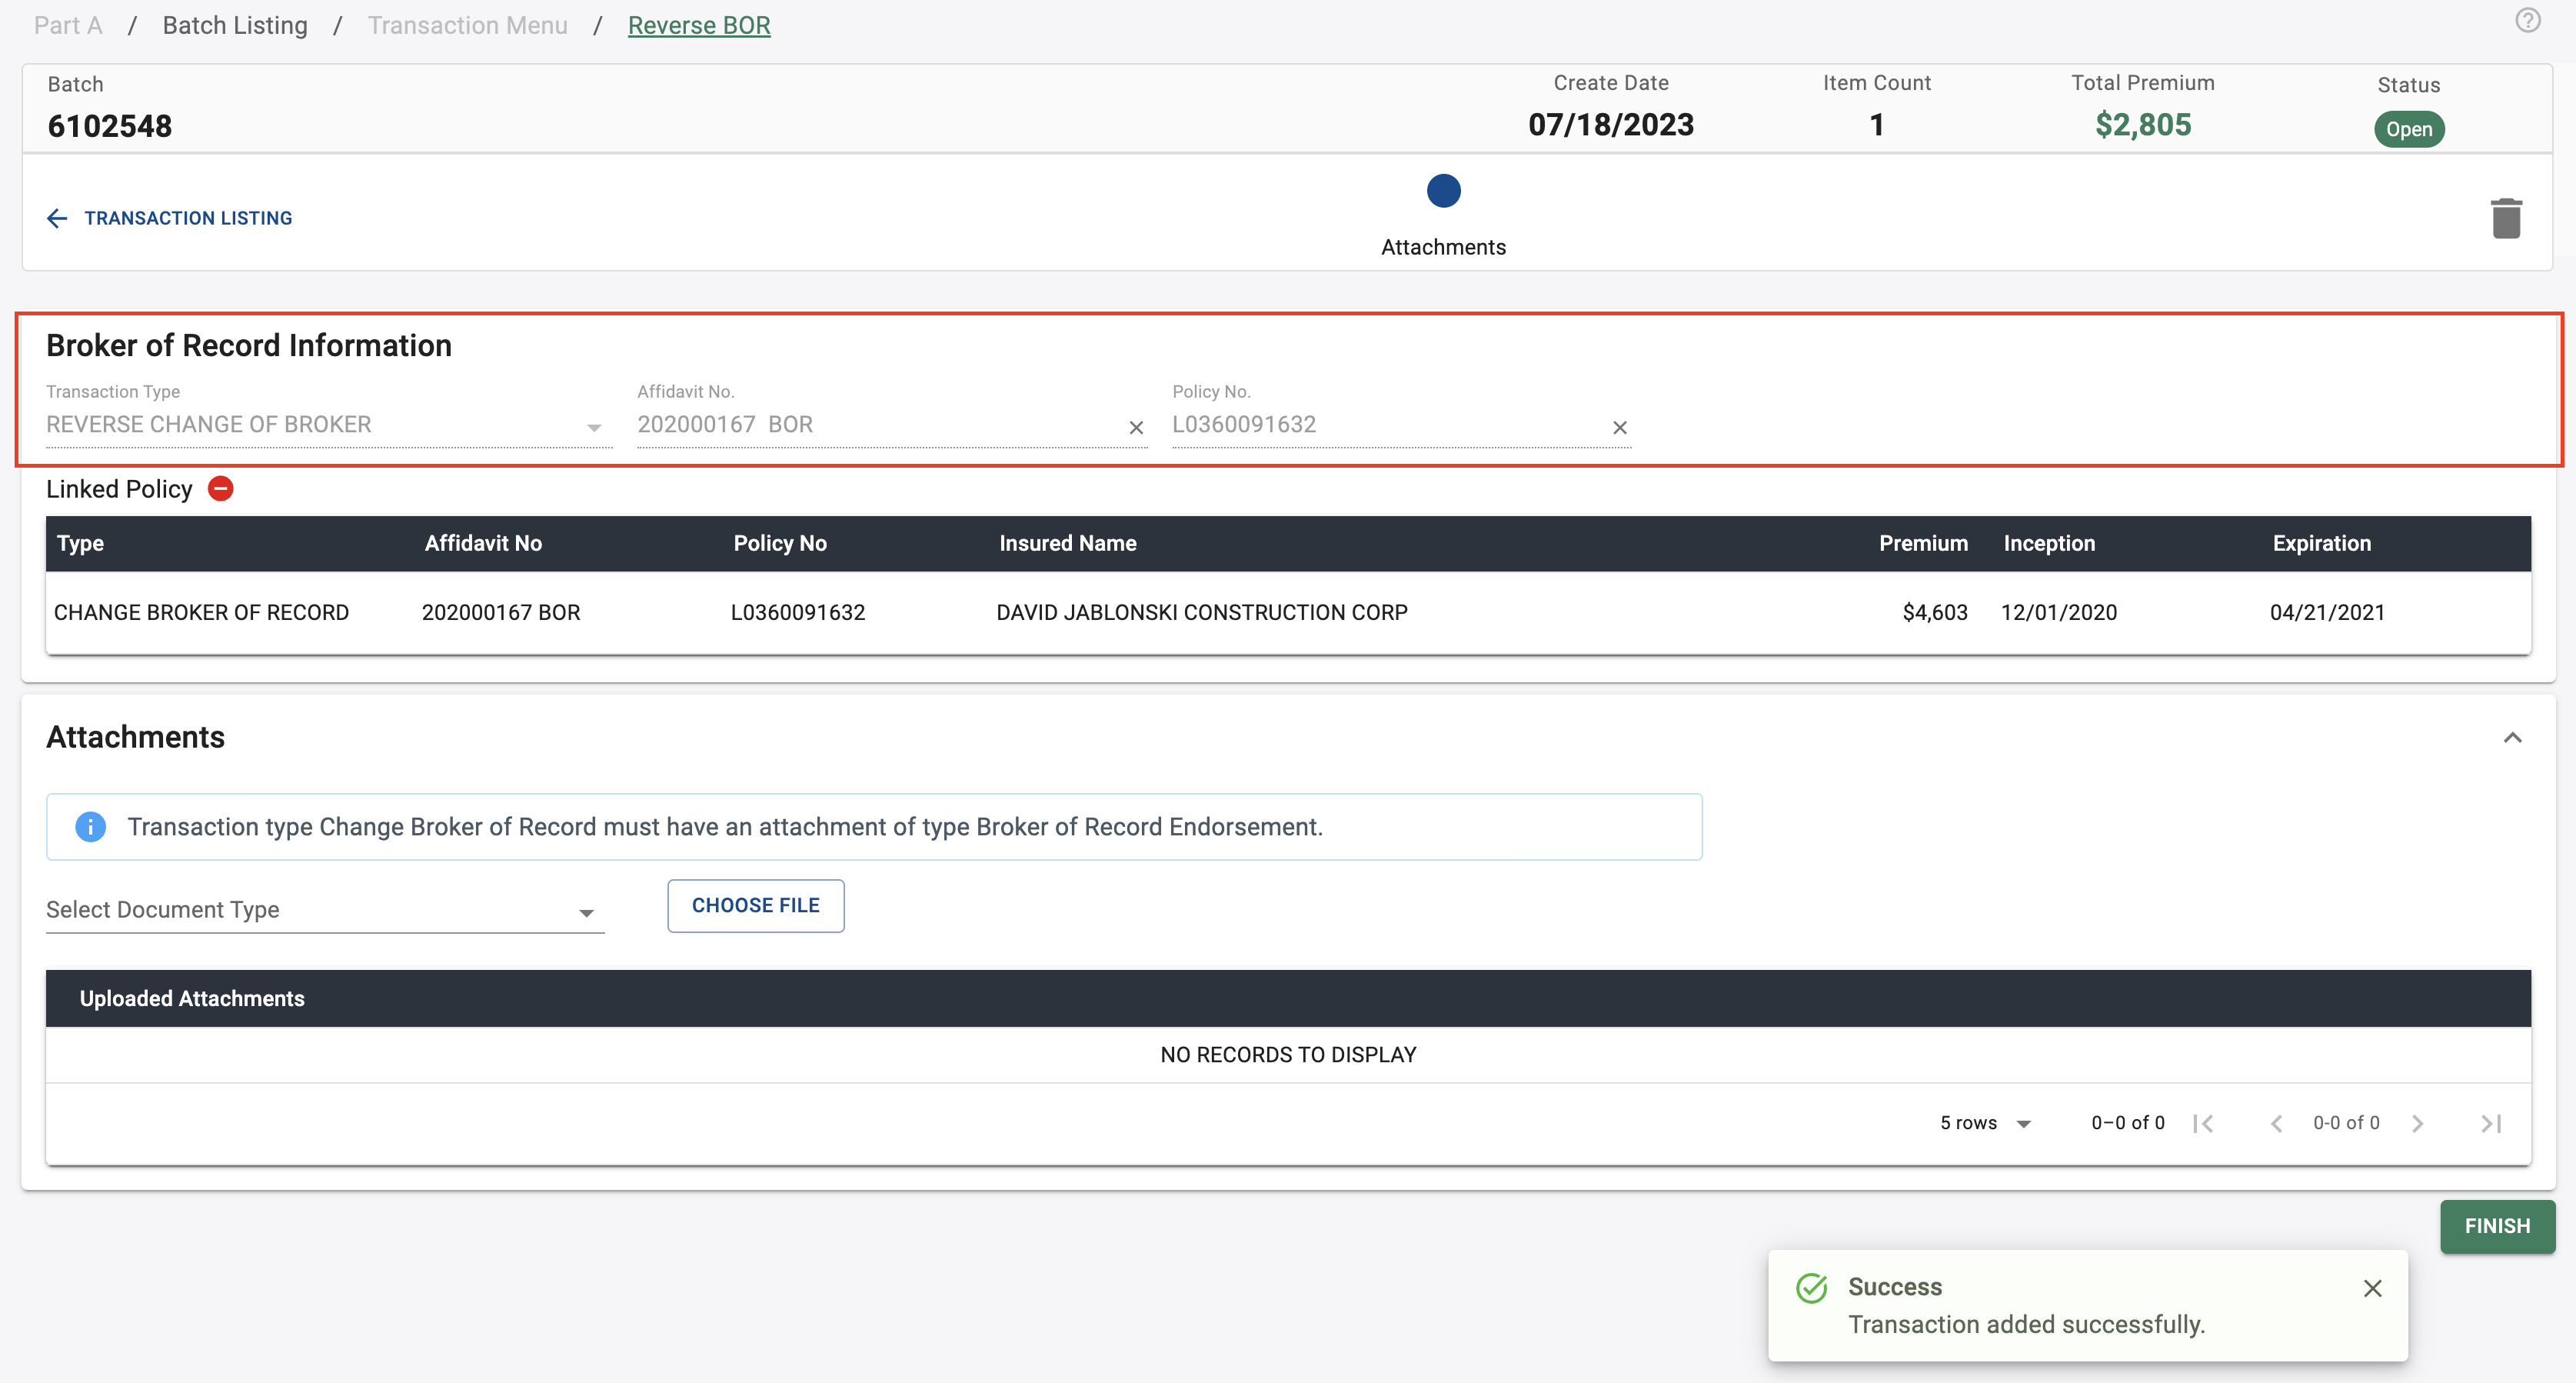 Part A / Batch Listing / Transaction Menu / Reverse BOR
Batch Create Date Item Count Total Premium Status
6102548 07/18/2023 1 $2,805 Open
TRANSACTION LISTING
Attachments
Broker of Record Information
Transaction Type Affidavit No. Policy No.
REVERSE CHANGE OF BROKER 202000167 BOR L0360091632
Linked Policy
Type Affidavit No Policy No Insured Name Premium Inception Expiration
CHANGE BROKER OF RECORD 202000167 BOR L0360091632 DAVID JABLONSKI CONSTRUCTION CORP $4,603 12/01/2020 04/21/2021
Attachments
Transaction type Change Broker of Record must have an attachment of type Broker of Record Endorsement.
Select Document Type CHOOSE FILE
Uploaded Attachments
NO RECORDS TO DISPLAY
5 rows 0–0 of 0 0-0 of 0
FINISH
Success
Transaction added successfully.